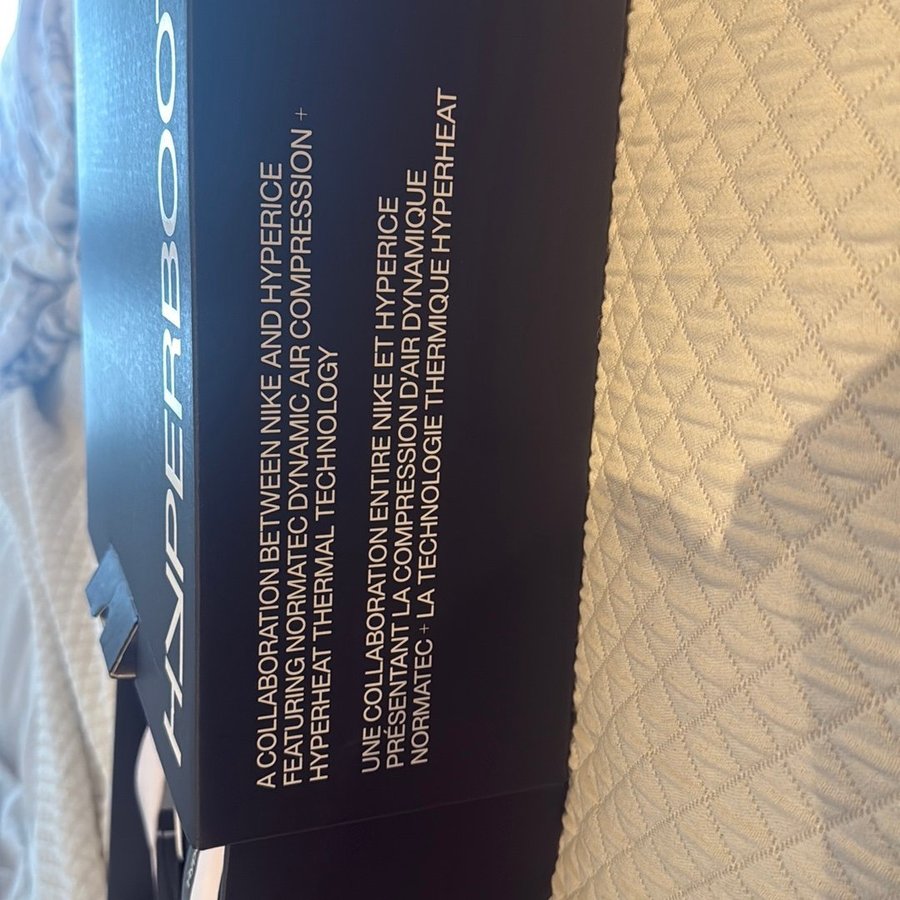 HYPERBOOT
A COLLABORATION BETWEEN NIKE AND HYPERICE
FEATURING NORMATEC DYNAMIC AIR COMPRESSION +
HYPERHEAT THERMAL TECHNOLOGY
UNE COLLABORATION ENTIRE NIKE ET HYPERICE
PRÉSENTANT LA COMPRESSION D'AIR DYNAMIQUE
NORMATEC + LA TECHNOLOGIE THERMIQUE HYPERHEAT